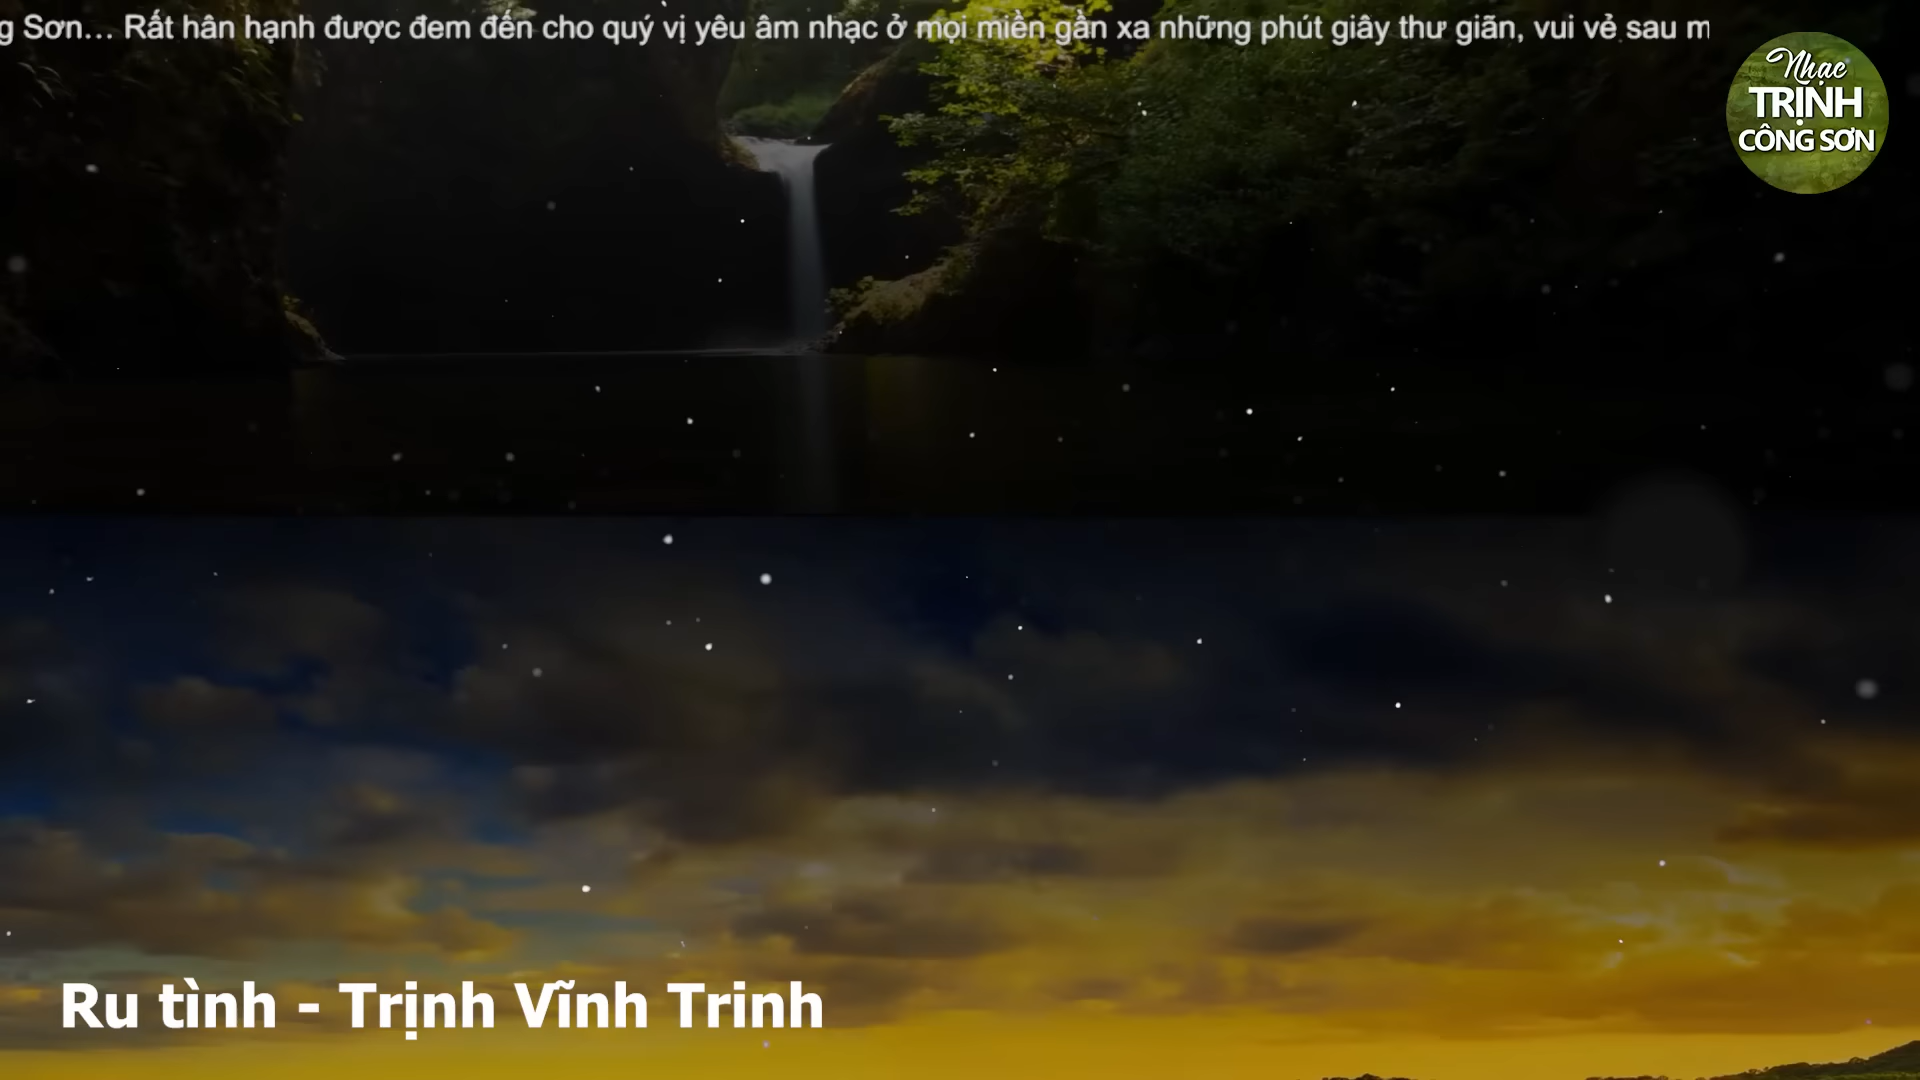 g Sơn... Rất hân hạnh được đem đến cho quý vị yêu âm nhạc ở mọi miền gần xa những phút giây thư giãn, vui vẻ sau m
Nhạc
TRỊNH
CÔNG SƠN
Ru tình - Trịnh Vĩnh Trinh